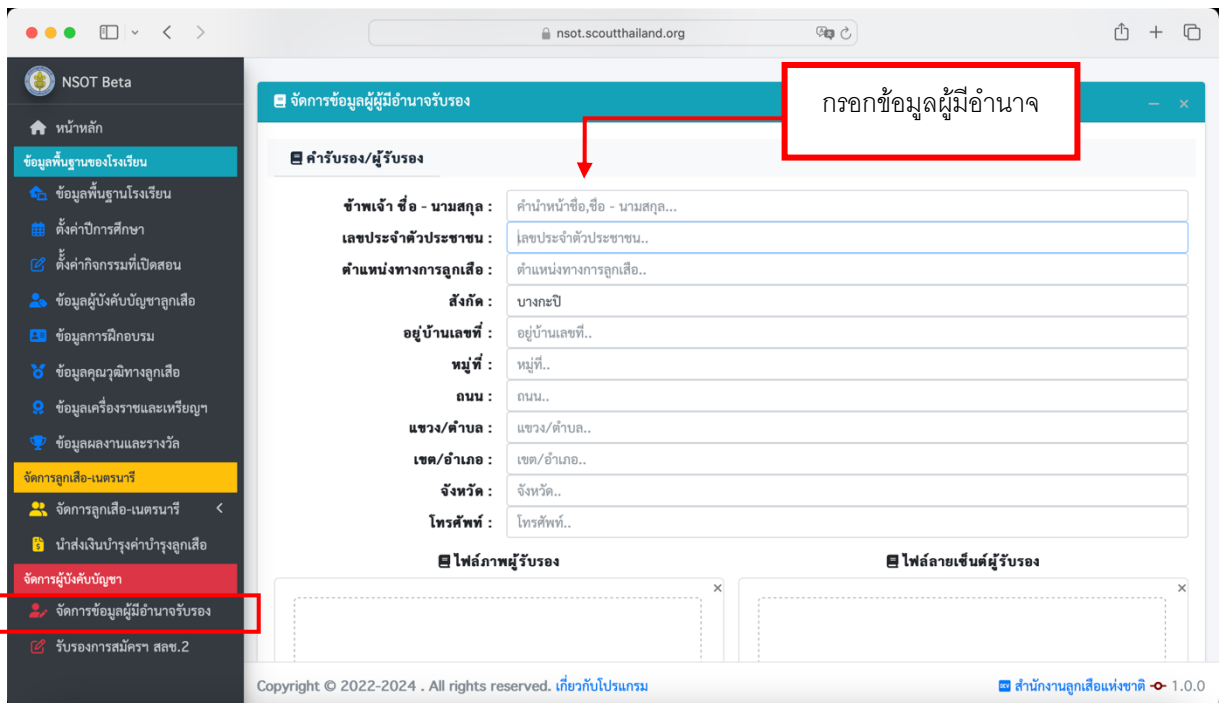 nsot.scoutthailand.org
NSOT Beta
จัดการข้อมูลผู้ผู้มีอำนาจรับรอง
กรอกข้อมูลผู้มีอำนาจ
หน้าหลัก
ข้อมูลพื้นฐานของโรงเรียน
คำรับรอง/ผู้รับรอง
ข้อมูลพื้นฐานโรงเรียน
ข้าพเจ้า ชื่อ - นามสกุล : คำนำหน้าชื่อ,ชื่อ - นามสกุล...
ตั้งค่าปีการศึกษา
เลขประจำตัวประชาชน : เลขประจำตัวประชาชน..
ตั้งค่ากิจกรรมที่เปิดสอน
ตำแหน่งทางการลูกเสือ : ตำแหน่งทางการลูกเสือ..
ข้อมูลผู้บังคับบัญชาลูกเสือ
สังกัด : บางกะปิ
ข้อมูลการฝึกอบรม
อยู่บ้านเลขที่ : อยู่บ้านเลขที่..
ข้อมูลคุณวุฒิทางลูกเสือ
หมู่ที่ : หมู่ที่..
ข้อมูลเครื่องราชและเหรียญฯ
ถนน : ถนน..
ข้อมูลผลงานและรางวัล
แขวง/ตำบล : แขวง/ตำบล..
จัดการลูกเสือ-เนตรนารี
เขต/อำเภอ : เขต/อำเภอ..
จัดการลูกเสือ-เนตรนารี
จังหวัด : จังหวัด..
โทรศัพท์ : โทรศัพท์..
นำส่งเงินบำรุงค่าบำรุงลูกเสือ
ไฟล์ภาพผู้รับรอง
ไฟล์ลายเซ็นต์ผู้รับรอง
จัดการผู้บังคับบัญชา
จัดการข้อมูลผู้มีอำนาจรับรอง
รับรองการสมัครฯ สลช.2
Copyright © 2022-2024 . All rights reserved. เกี่ยวกับโปรแกรม
สำนักงานลูกเสือแห่งชาติ 1.0.0